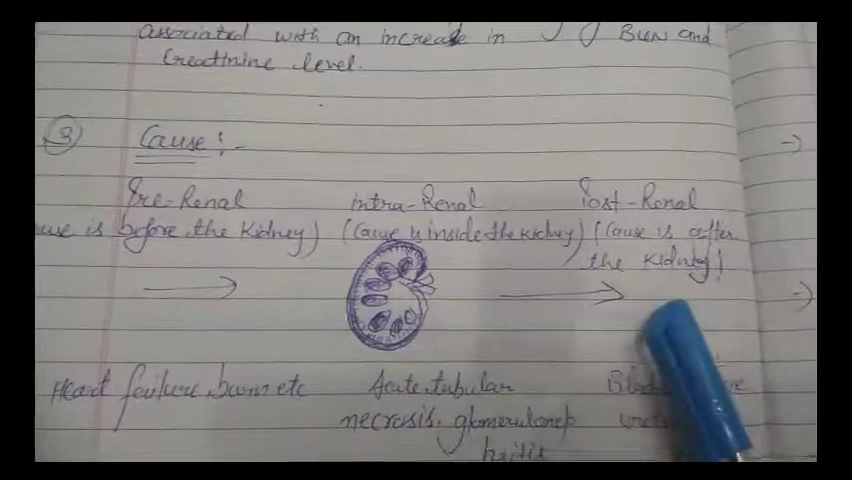 associated with an increase in BUN and
Creatinine level.
3 Cause :-
Pre-Renal intra-Renal Post-Renal
is before the Kidney) (Cause is inside the kidney) (Cause is after
the kidney)
Heart failure, burn etc Acute tubular
necrosis, glomerulonep
hritis